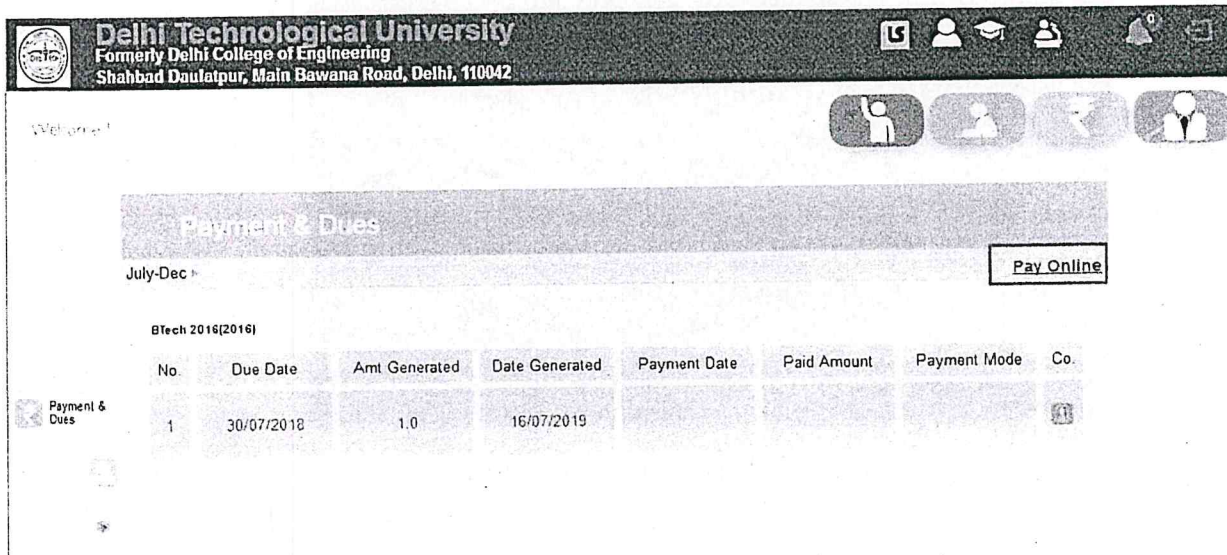 Delhi Technological University
Formerly Delhi College of Engineering
Shahbad Daulatpur, Main Bawana Road, Delhi, 110042
LS
0
Welcome !
₹
Payment & Dues
July-Dec
Pay Online
BTech 2016(2016)
No. Due Date Amt Generated Date Generated Payment Date Paid Amount Payment Mode Co.
Payment &
Dues
1 30/07/2018 1.0 16/07/2019